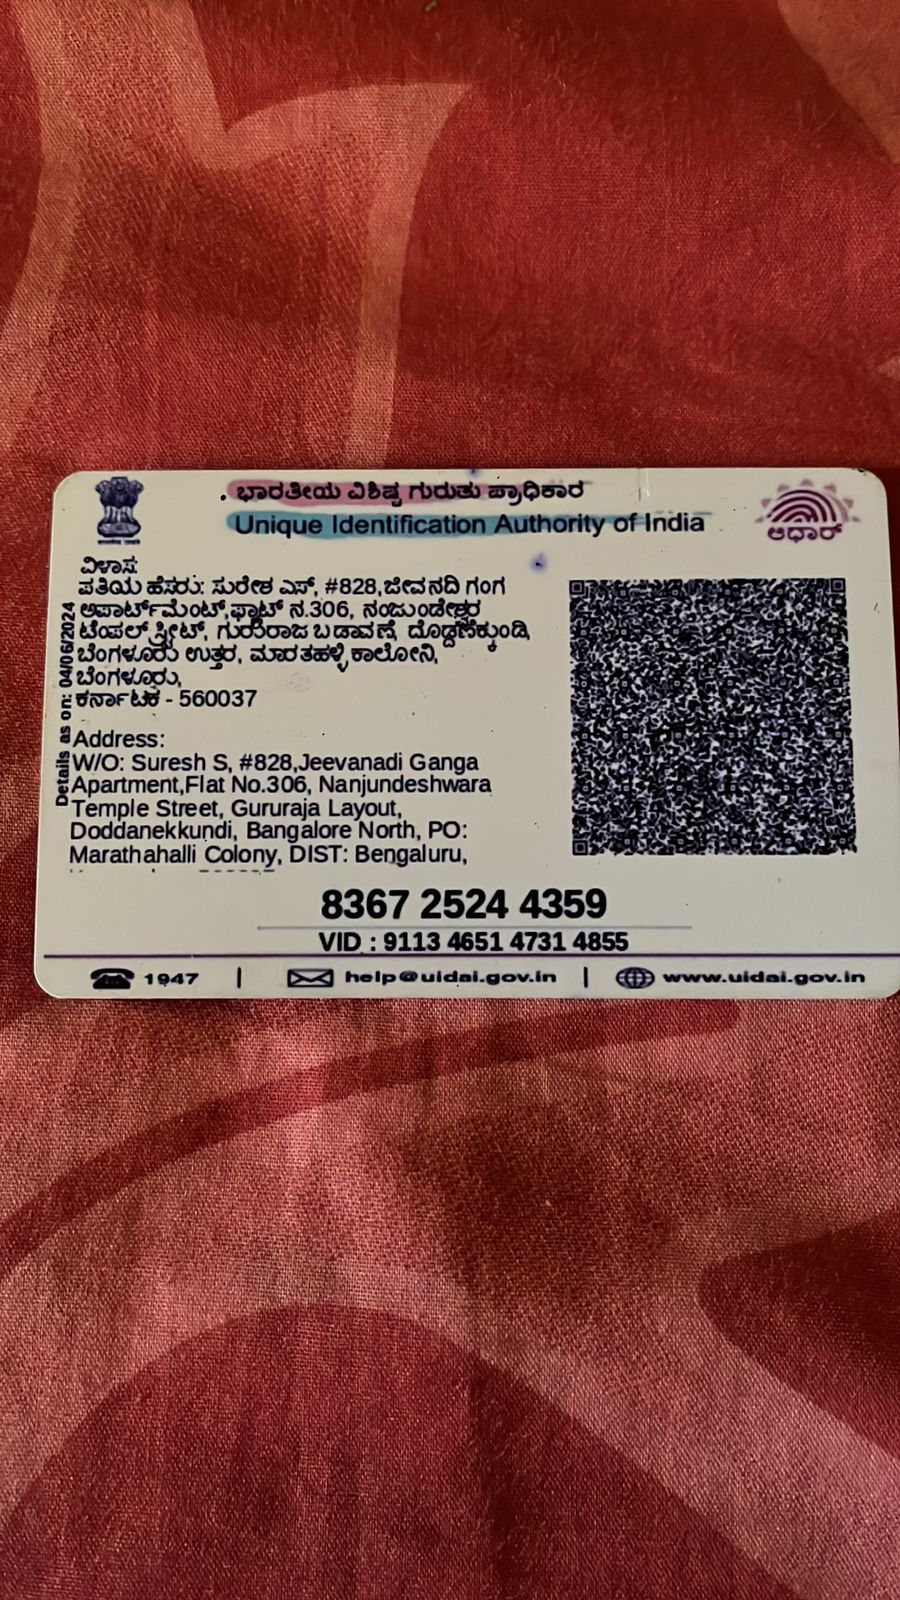 ಭಾರತೀಯ ವಿಶಿಷ್ಟ ಗುರುತು ಪ್ರಾಧಿಕಾರ
Unique Identification Authority of India
ಆಧಾರ್
ವಿಳಾಸ:
ಪತಿಯ ಹೆಸರು: ಸುರೇಶ ಎಸ್, #828,ಜೀವನದಿ ಗಂಗ
ಅಪಾರ್ಟ್‌ಮೆಂಟ್,ಫ್ಲಾಟ್ ನ.306, ನಂಜುಂಡೇಶ್ವರ
ಟೆಂಪಲ್ ಸ್ಟ್ರೀಟ್, ಗುರುರಾಜ ಬಡಾವಣೆ, ದೊಡ್ಡಣೆಕ್ಕುಂಡಿ,
ಬೆಂಗಳೂರು ಉತ್ತರ, ಮಾರತಹಳ್ಳಿ ಕಾಲೋನಿ,
ಬೆಂಗಳೂರು,
ಕರ್ನಾಟಕ - 560037
Details as on: 04/06/2024
Address:
W/O: Suresh S, #828,Jeevanadi Ganga
Apartment,Flat No.306, Nanjundeshwara
Temple Street, Gururaja Layout,
Doddanekkundi, Bangalore North, PO:
Marathahalli Colony, DIST: Bengaluru,
8367 2524 4359
VID : 9113 4651 4731 4855
1947 | help@uidai.gov.in | www.uidai.gov.in